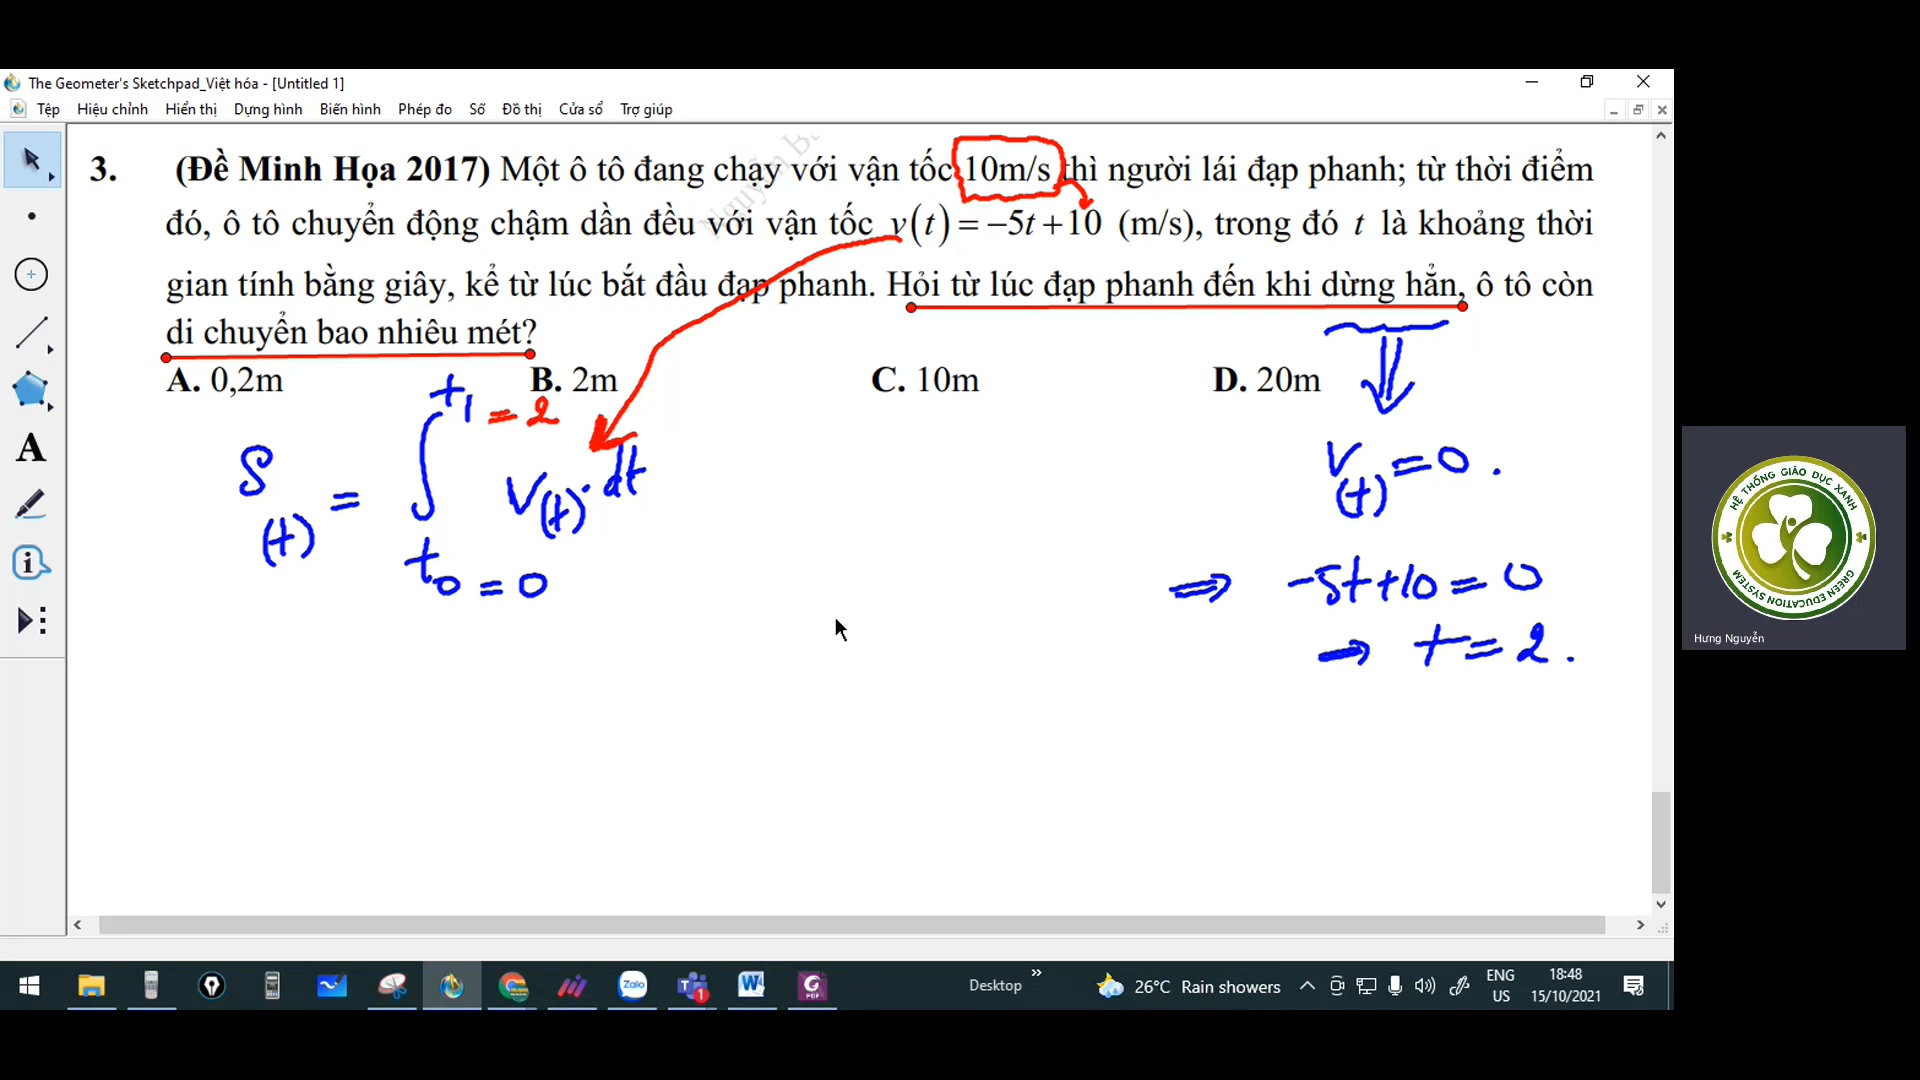 The Geometer's Sketchpad_Việt hóa - [Untitled 1]
Tệp Hiệu chỉnh Hiển thị Dựng hình Biến hình Phép đo Số Đồ thị Cửa sổ Trợ giúp
3. (Đề Minh Họa 2017) Một ô tô đang chạy với vận tốc 10m/s thì người lái đạp phanh; từ thời điểm
đó, ô tô chuyển động chậm dần đều với vận tốc v(t) = −5t + 10 (m/s), trong đó t là khoảng thời
gian tính bằng giây, kể từ lúc bắt đầu đạp phanh. Hỏi từ lúc đạp phanh đến khi dừng hẳn, ô tô còn
di chuyển bao nhiêu mét?
A. 0,2m B. 2m C. 10m D. 20m
t1 = 2
S(t) = ∫ V(t).dt
t0 = 0
V(t) = 0.
⇒ -5t+10 = 0
⇒ t = 2.
A
HỆ THỐNG GIÁO DỤC XANH
GREEN EDUCATION SYSTEM
Hưng Nguyễn
Zalo
1
PDF
Desktop
26°C Rain showers
ENG
US
18:48
15/10/2021